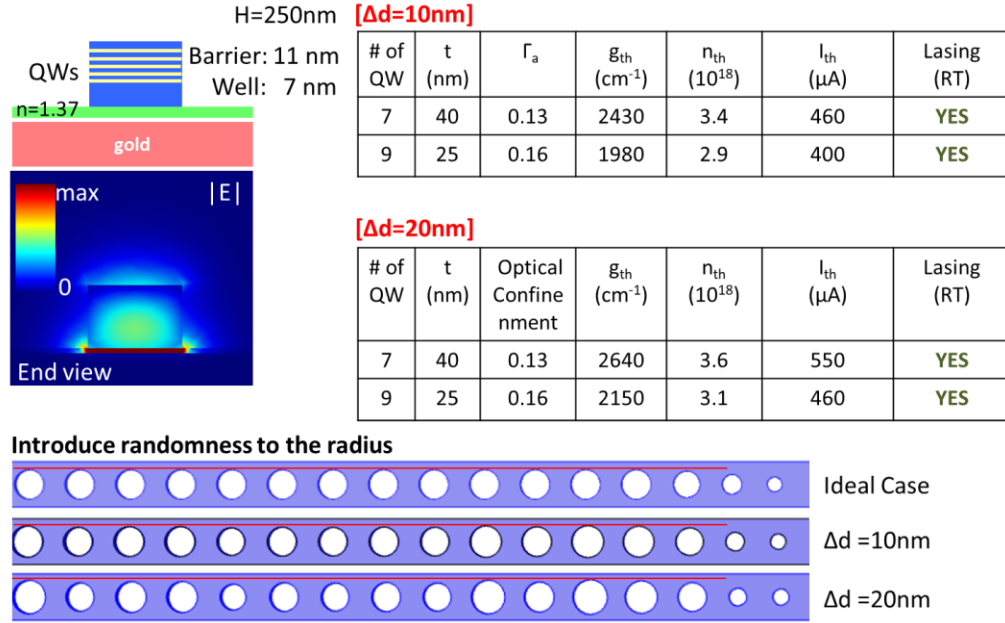 H=250nm
QWs
Barrier: 11 nm
Well: 7 nm
n=1.37
gold
max
|E|
0
End view
[Δd=10nm]
# of QW	t (nm)	Γa	gth (cm-1)	nth (10^18)	Ith (μA)	Lasing (RT)
7	40	0.13	2430	3.4	460	YES
9	25	0.16	1980	2.9	400	YES
[Δd=20nm]
# of QW	t (nm)	Optical Confine nment	gth (cm-1)	nth (10^18)	Ith (μA)	Lasing (RT)
7	40	0.13	2640	3.6	550	YES
9	25	0.16	2150	3.1	460	YES
Introduce randomness to the radius
Ideal Case
Δd =10nm
Δd =20nm